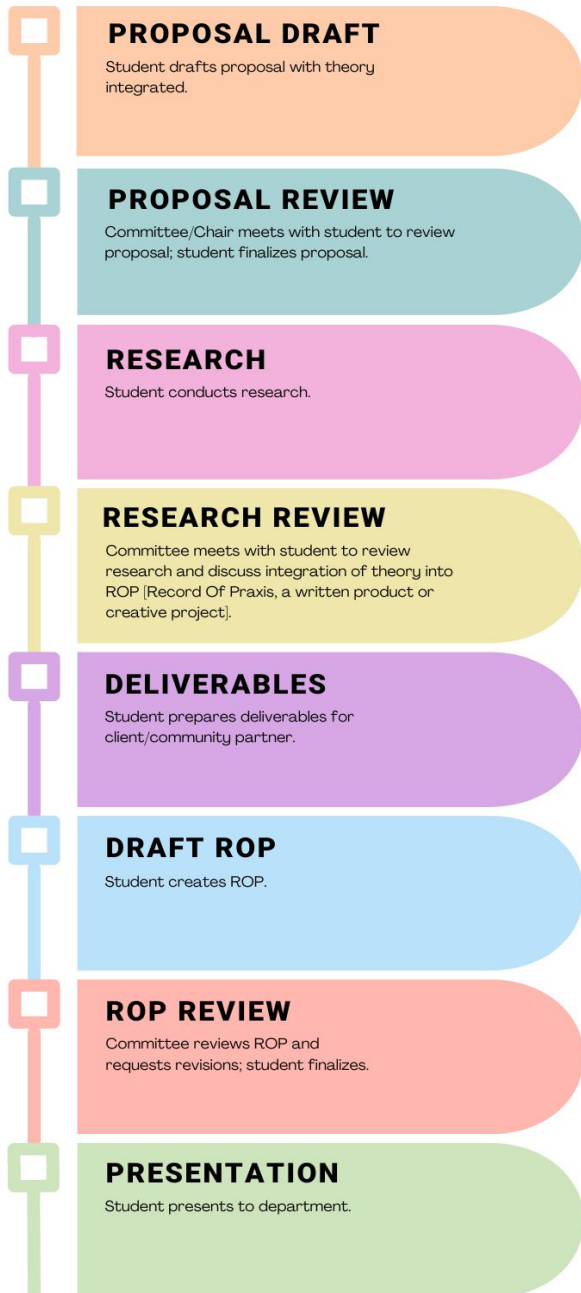 PROPOSAL DRAFT
Student drafts proposal with theory
integrated.
PROPOSAL REVIEW
Committee/Chair meets with student to review
proposal; student finalizes proposal.
RESEARCH
Student conducts research.
RESEARCH REVIEW
Committee meets with student to review
research and discuss integration of theory into
ROP [Record Of Praxis, a written product or
creative project].
DELIVERABLES
Student prepares deliverables for
client/community partner.
DRAFT ROP
Student creates ROP.
ROP REVIEW
Committee reviews ROP and
requests revisions; student finalizes.
PRESENTATION
Student presents to department.